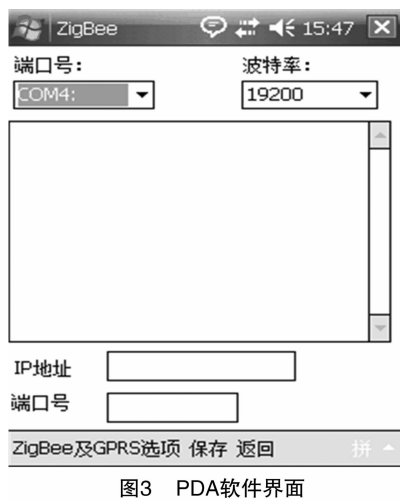 ZigBee 15:47
端口号: 波特率:
COM4: 19200
IP地址
端口号
ZigBee及GPRS选项 保存 返回 拼
图3 PDA软件界面